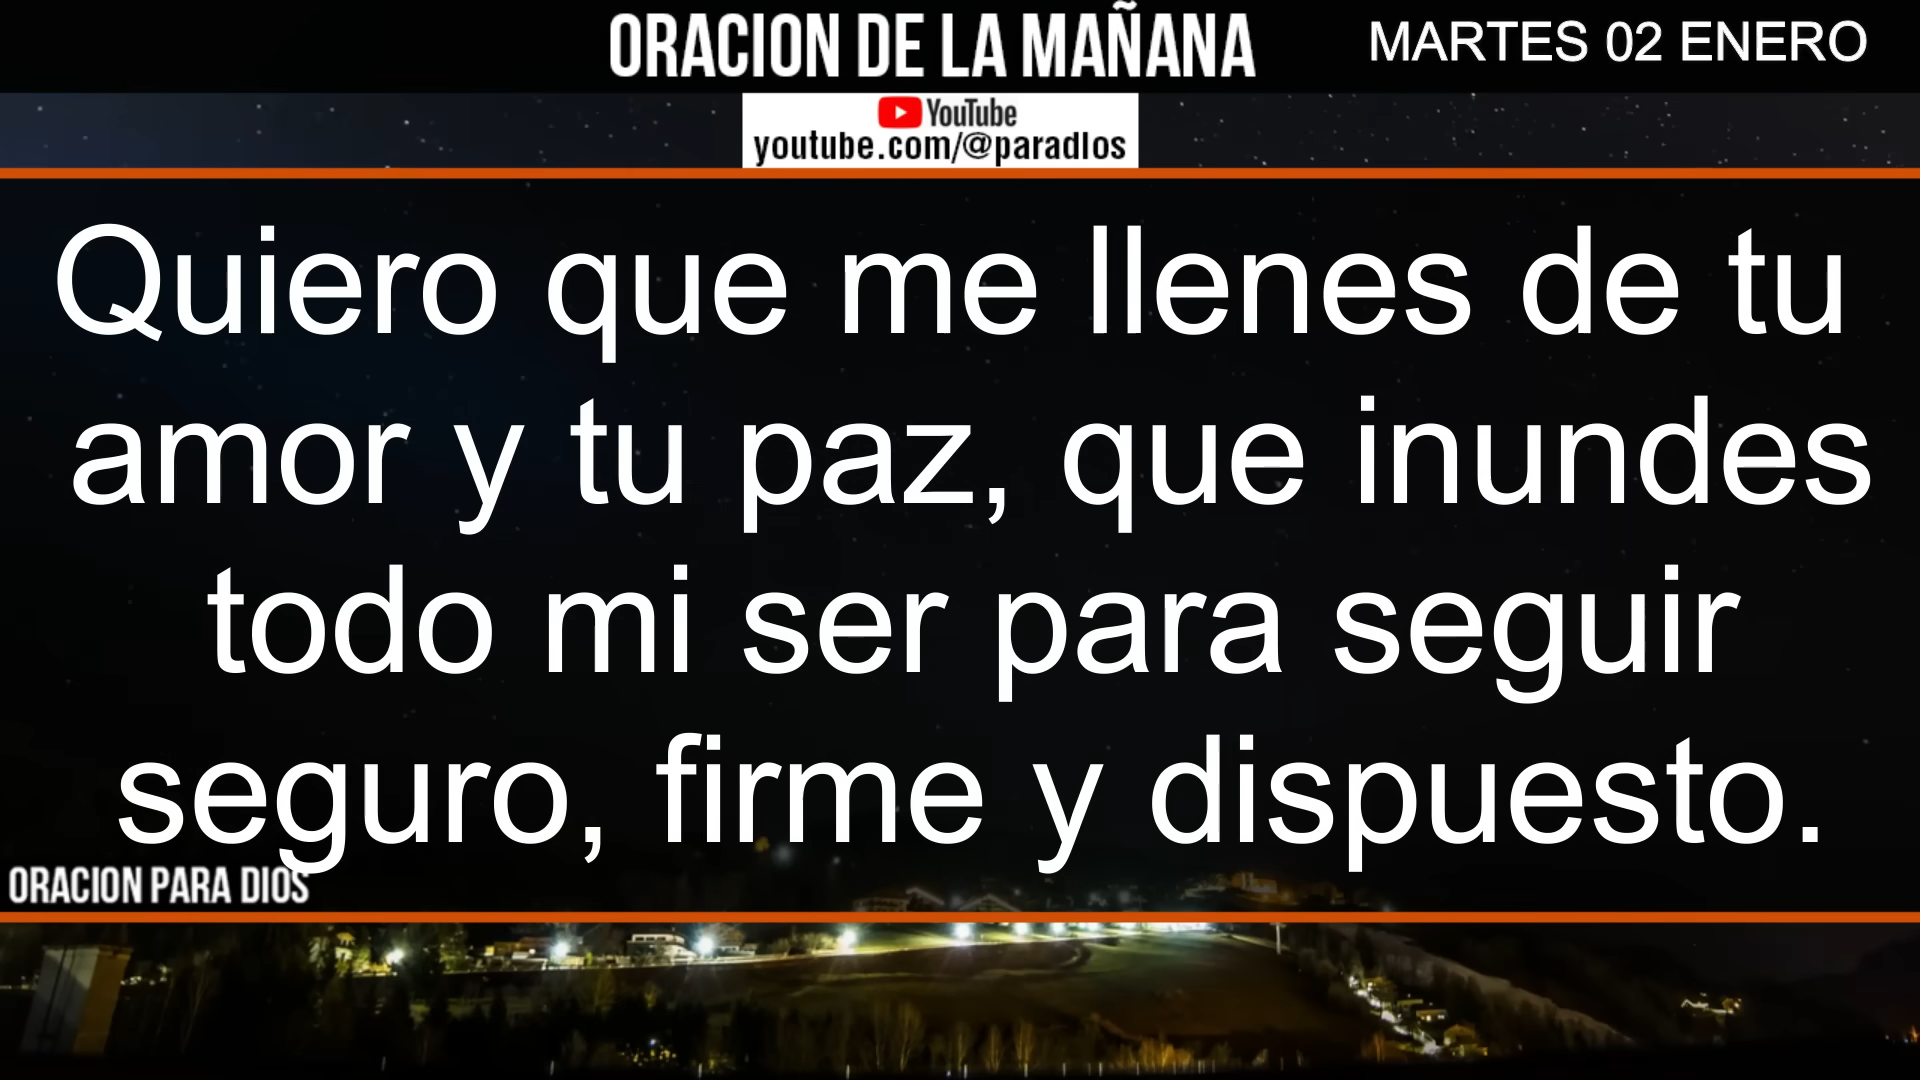 ORACION DE LA MAÑANA
MARTES 02 ENERO
YouTube
youtube.com/@paradIos
Quiero que me llenes de tu
amor y tu paz, que inundes
todo mi ser para seguir
seguro, firme y dispuesto.
ORACION PARA DIOS